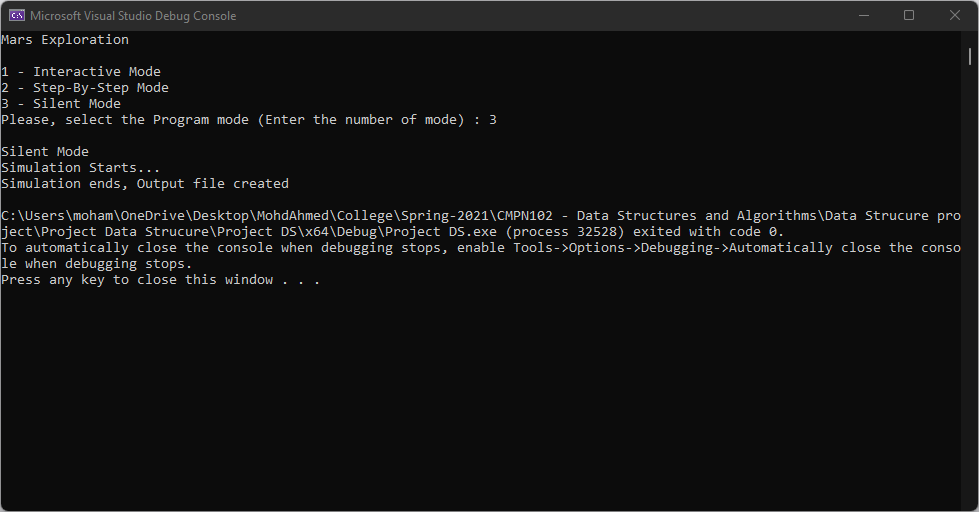 Microsoft Visual Studio Debug Console
Mars Exploration
1 - Interactive Mode
2 - Step-By-Step Mode
3 - Silent Mode
Please, select the Program mode (Enter the number of mode) : 3
Silent Mode
Simulation Starts...
Simulation ends, Output file created
C:\Users\moham\OneDrive\Desktop\MohdAhmed\College\Spring-2021\CMPN102 - Data Structures and Algorithms\Data Strucure pro
ject\Project Data Strucure\Project DS\x64\Debug\Project DS.exe (process 32528) exited with code 0.
To automatically close the console when debugging stops, enable Tools->Options->Debugging->Automatically close the conso
le when debugging stops.
Press any key to close this window . . .